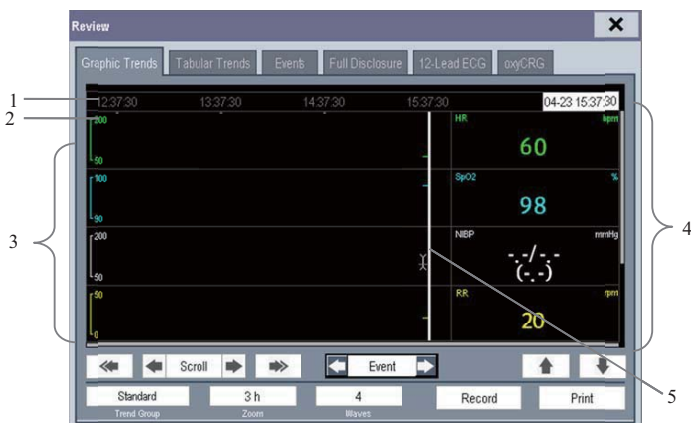 Review
Graphic Trends Tabular Trends Events Full Disclosure 12-Lead ECG oxyCRG
1 12:37:30 13:37:30 14:37:30 15:37:30 04-23 15:37:30
2 200 HR bpm
60
50
100 SpO2 %
98
90
3 4
200 NIBP mmHg
-.-/-.-
(-.-)
50
50 RR rpm
20
0
Scroll Event
5
Standard 3 h 4 Record Print
Trend Group Zoom Waves